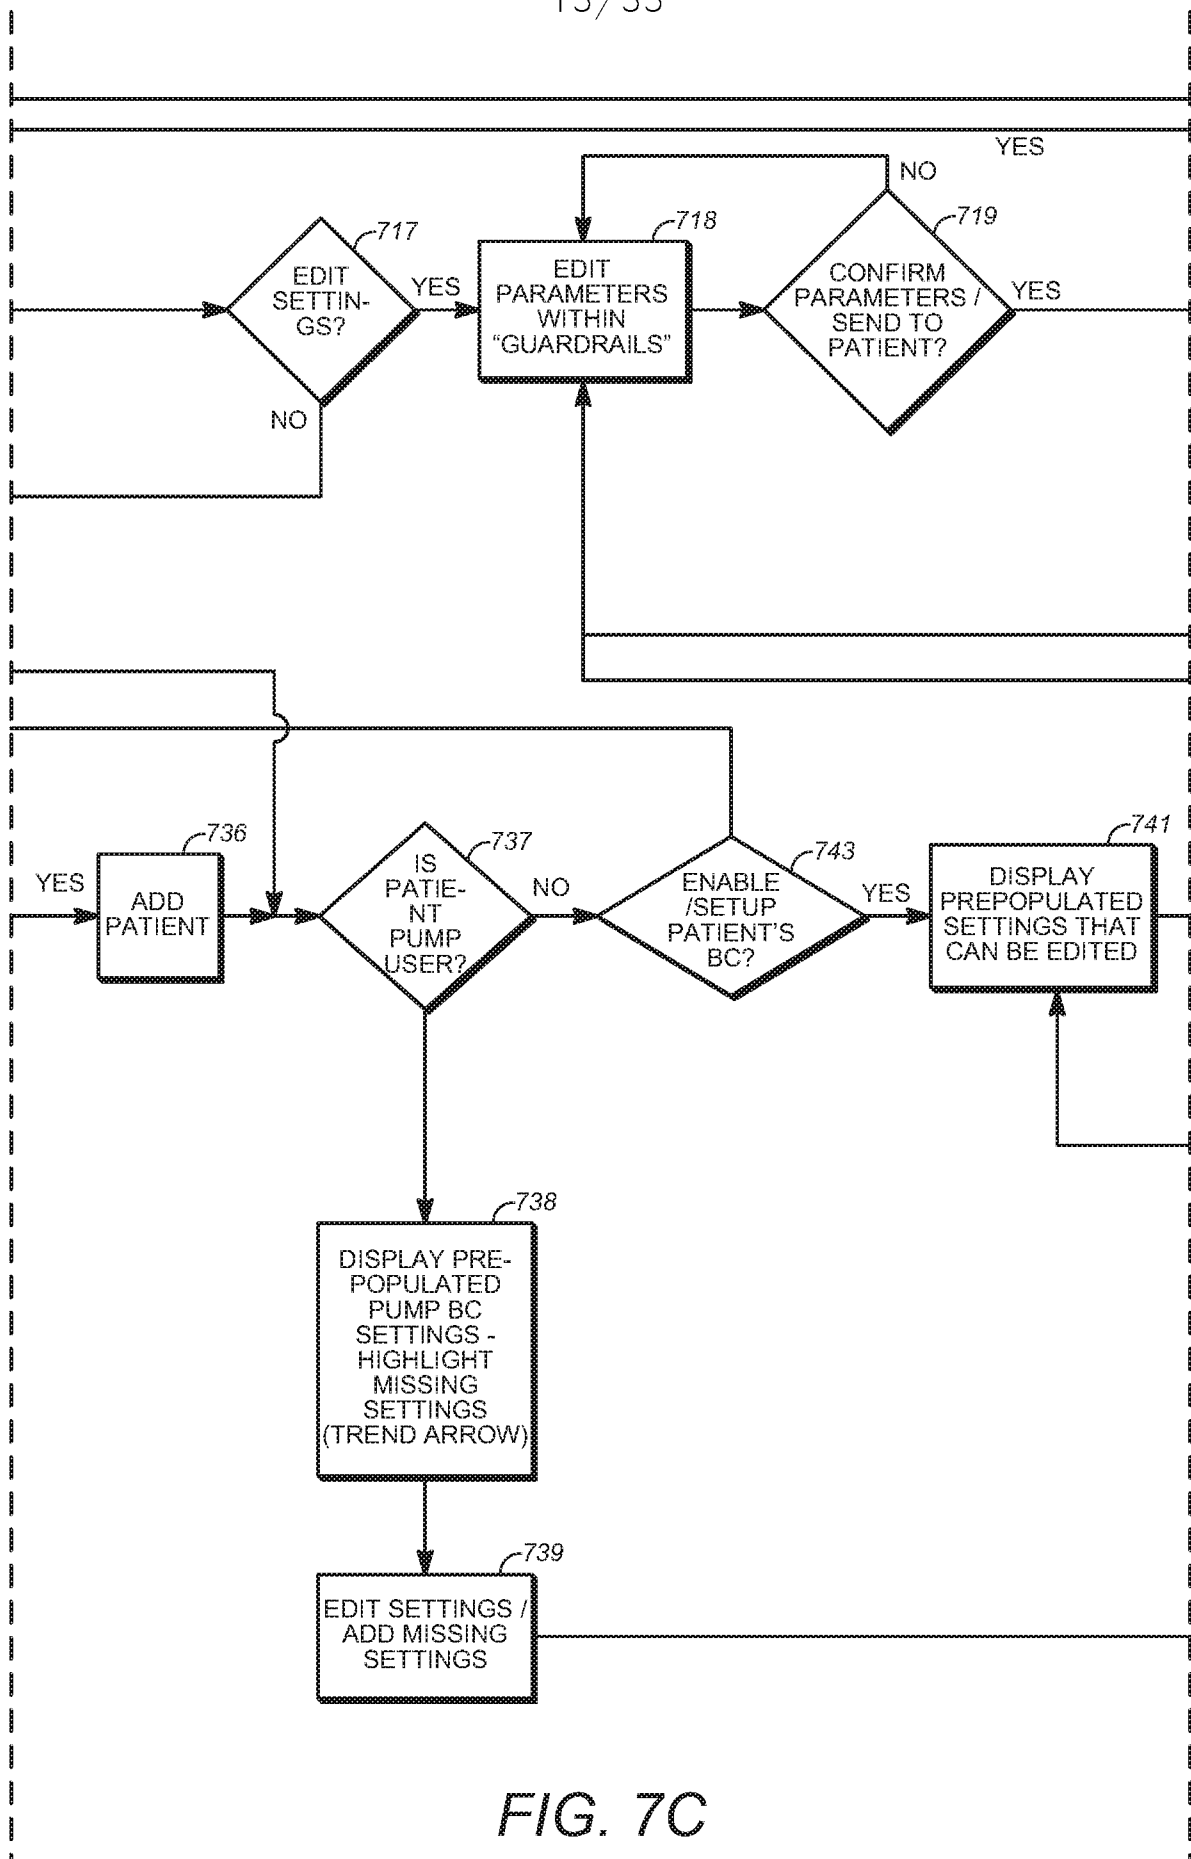 YES
NO
717
718
719
EDIT
SETTIN-
GS?
YES
EDIT
PARAMETERS
WITHIN
“GUARDRAILS”
CONFIRM
PARAMETERS /
SEND TO
PATIENT?
YES
NO
736
737
743
741
YES
ADD
PATIENT
IS
PATIE-
NT
PUMP
USER?
NO
ENABLE
/SETUP
PATIENT'S
BC?
YES
DISPLAY
PREPOPULATED
SETTINGS THAT
CAN BE EDITED
738
DISPLAY PRE-
POPULATED
PUMP BC
SETTINGS -
HIGHLIGHT
MISSING
SETTINGS
(TREND ARROW)
739
EDIT SETTINGS /
ADD MISSING
SETTINGS
FIG. 7C